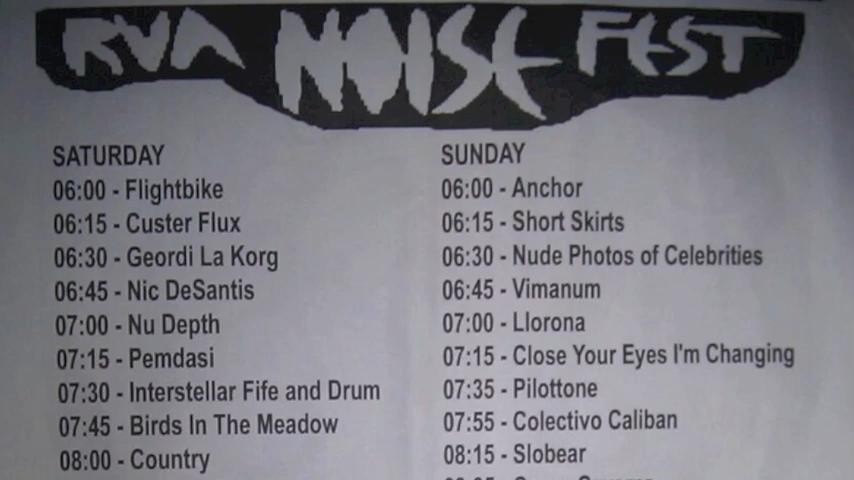 RVA NOISE FEST
SATURDAY
06:00 - Flightbike
06:15 - Custer Flux
06:30 - Geordi La Korg
06:45 - Nic DeSantis
07:00 - Nu Depth
07:15 - Pemdasi
07:30 - Interstellar Fife and Drum
07:45 - Birds In The Meadow
08:00 - Country
SUNDAY
06:00 - Anchor
06:15 - Short Skirts
06:30 - Nude Photos of Celebrities
06:45 - Vimanum
07:00 - Llorona
07:15 - Close Your Eyes I'm Changing
07:35 - Pilottone
07:55 - Colectivo Caliban
08:15 - Slobear